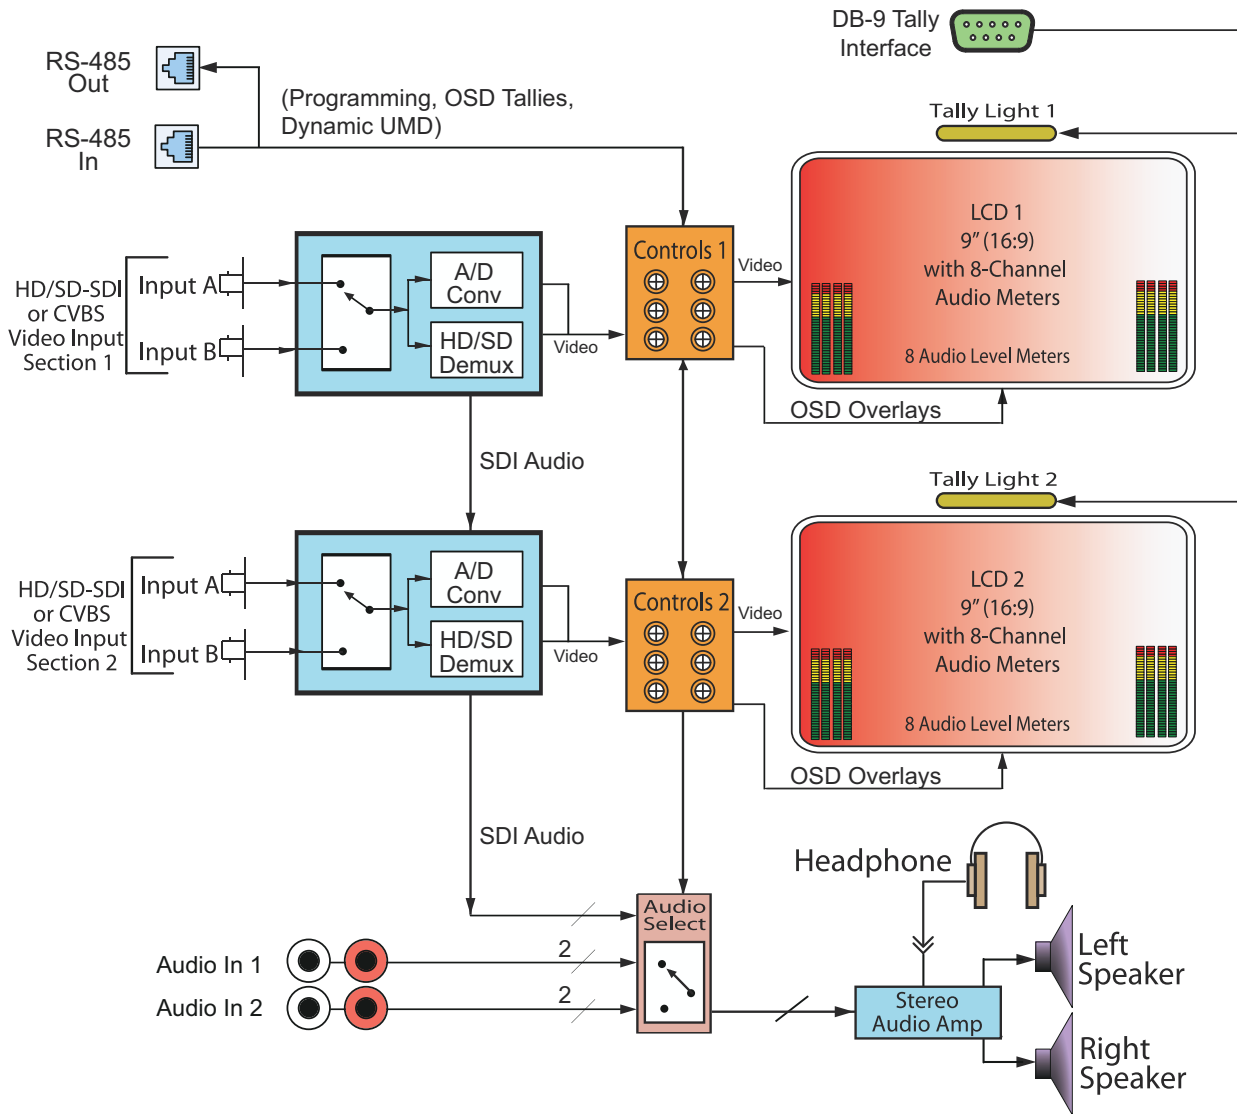 DB-9 Tally
Interface
RS-485
Out
(Programming, OSD Tallies,
Dynamic UMD)
RS-485
In
Tally Light 1
HD/SD-SDI
or CVBS
Video Input
Section 1
Input A
Input B
A/D
Conv
HD/SD
Demux
Video
Controls 1
Video
LCD 1
9” (16:9)
with 8-Channel
Audio Meters
8 Audio Level Meters
OSD Overlays
SDI Audio
Tally Light 2
HD/SD-SDI
or CVBS
Video Input
Section 2
Input A
Input B
A/D
Conv
HD/SD
Demux
Video
Controls 2
Video
LCD 2
9” (16:9)
with 8-Channel
Audio Meters
8 Audio Level Meters
OSD Overlays
SDI Audio
Headphone
Audio
Select
Audio In 1
2
Audio In 2
2
Stereo
Audio Amp
Left
Speaker
Right
Speaker